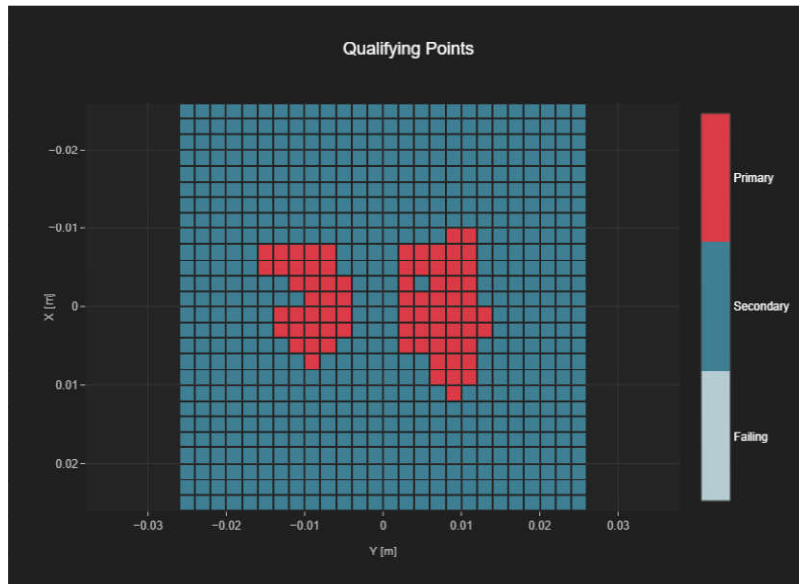 Qualifying Points
−0.02
−0.01
0
0.01
0.02
X [m]
−0.03
−0.02
−0.01
0
0.01
0.02
0.03
Y [m]
Primary
Secondary
Failing